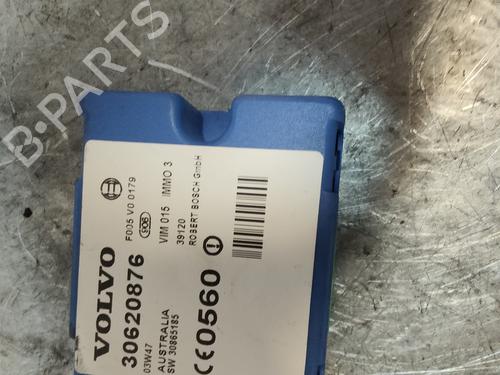 B-PARTS
VOLVO
30620876
03W47
F005 V0 0179
VIM 015 IMMO 3
AUSTRALIA
SW 30865185
39120
ROBERT BOSCH GmbH
CE0560